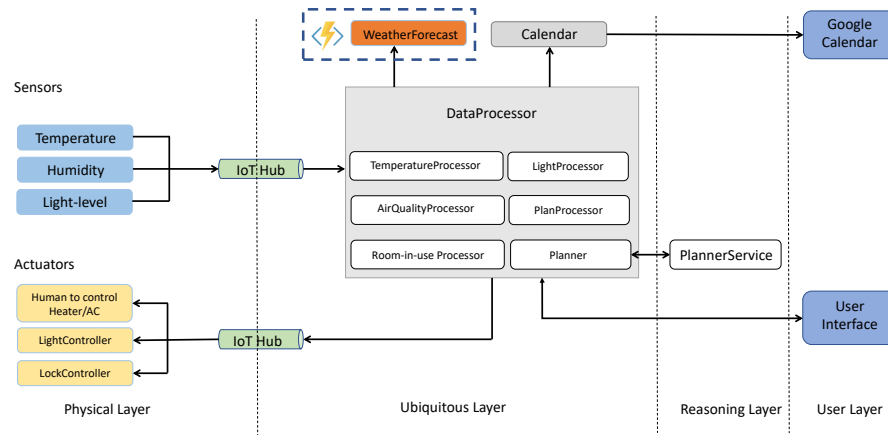 WeatherForecast
Calendar
Google
Calendar
Sensors
DataProcessor
Temperature
Humidity
Light-level
IoT Hub
TemperatureProcessor
LightProcessor
AirQualityProcessor
PlanProcessor
Room-in-use Processor
Planner
PlannerService
Actuators
Human to control
Heater/AC
LightController
LockController
IoT Hub
User
Interface
Physical Layer
Ubiquitous Layer
Reasoning Layer
User Layer